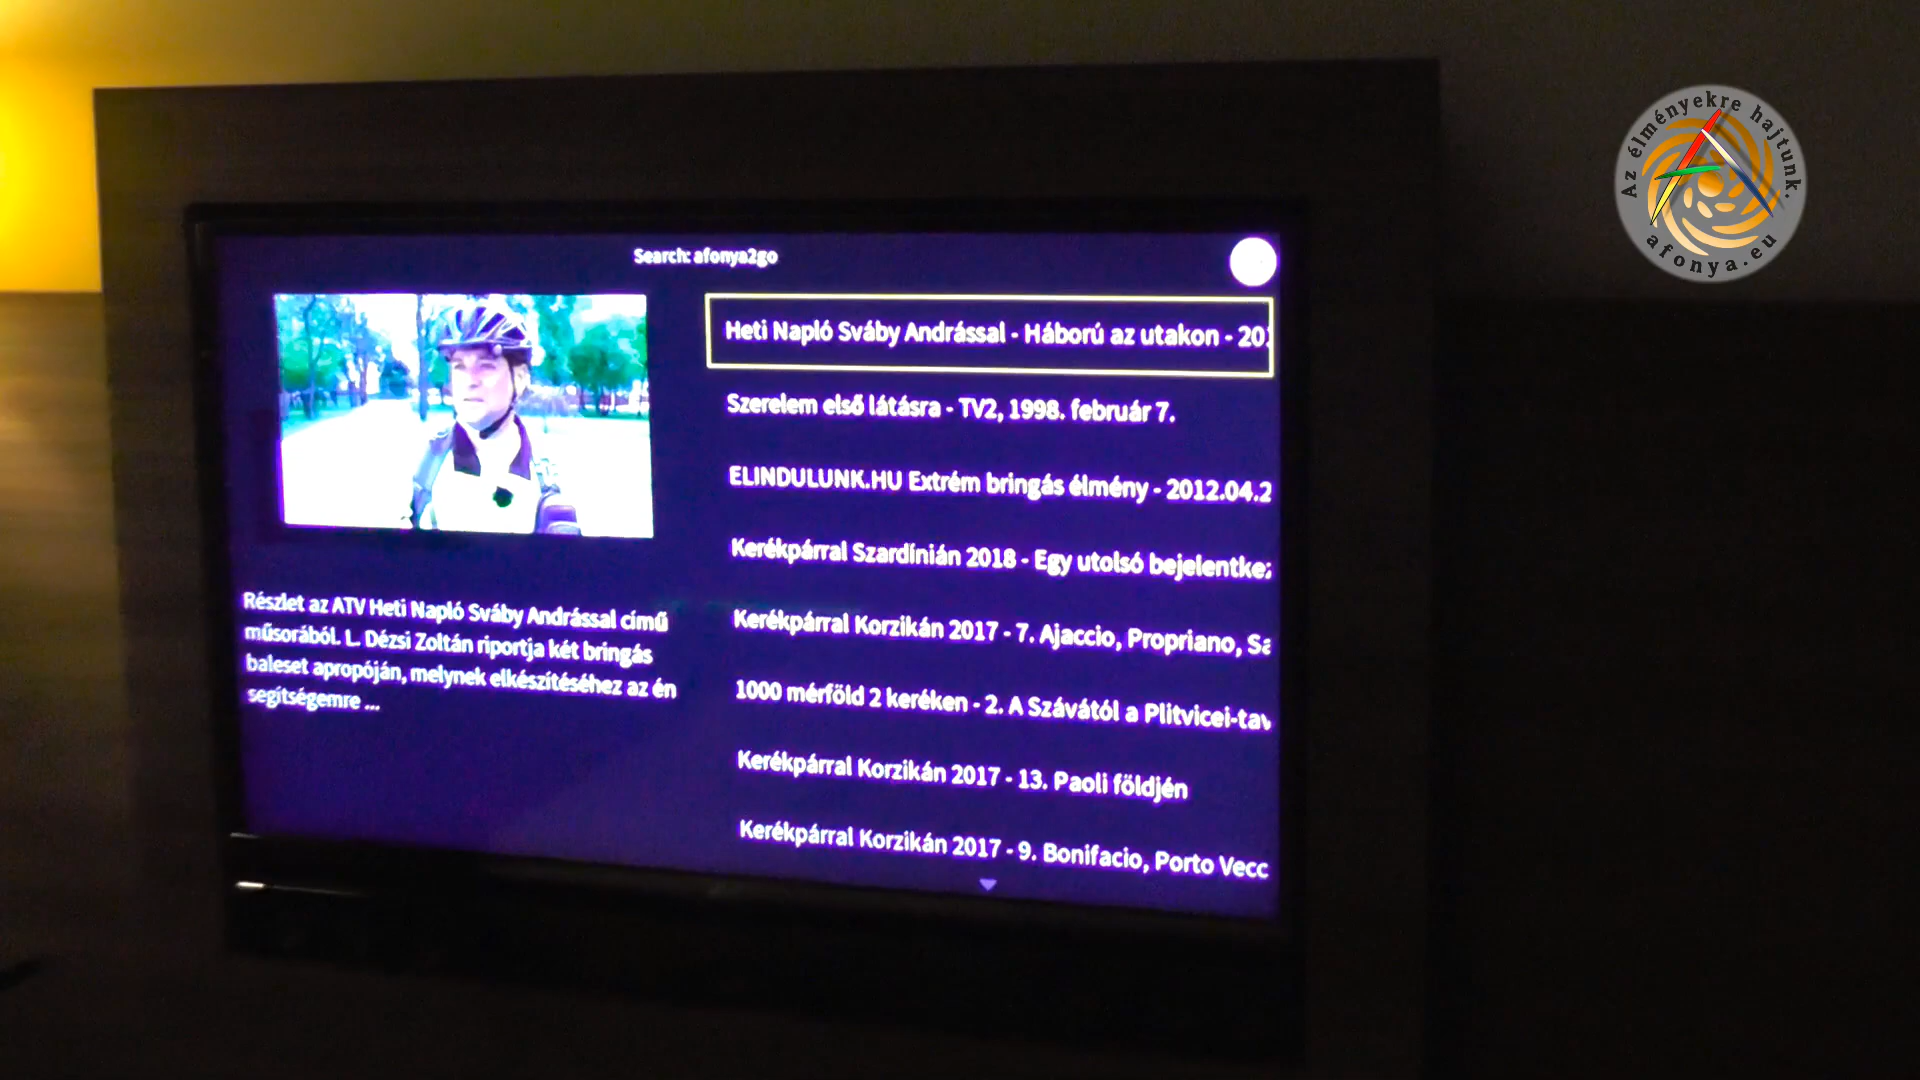 Az élményekre hajtunk.
afonya.eu
Search: afonya2go
Heti Napló Sváby Andrással - Háború az utakon - 201
Szerelem első látásra - TV2, 1998. február 7.
ELINDULUNK.HU Extrém bringás élmény - 2012.04.2
Kerékpárral Szardínián 2018 - Egy utolsó bejelentkez
Kerékpárral Korzikán 2017 - 7. Ajaccio, Propriano, Sa
1000 mérföld 2 keréken - 2. A Szávától a Plitvicei-tav
Kerékpárral Korzikán 2017 - 13. Paoli földjén
Kerékpárral Korzikán 2017 - 9. Bonifacio, Porto Vecc
Részlet az ATV Heti Napló Sváby Andrással című
műsorából. L. Dézsi Zoltán riportja két bringás
baleset apropóján, melynek elkészítéséhez az én
segítségemre ...